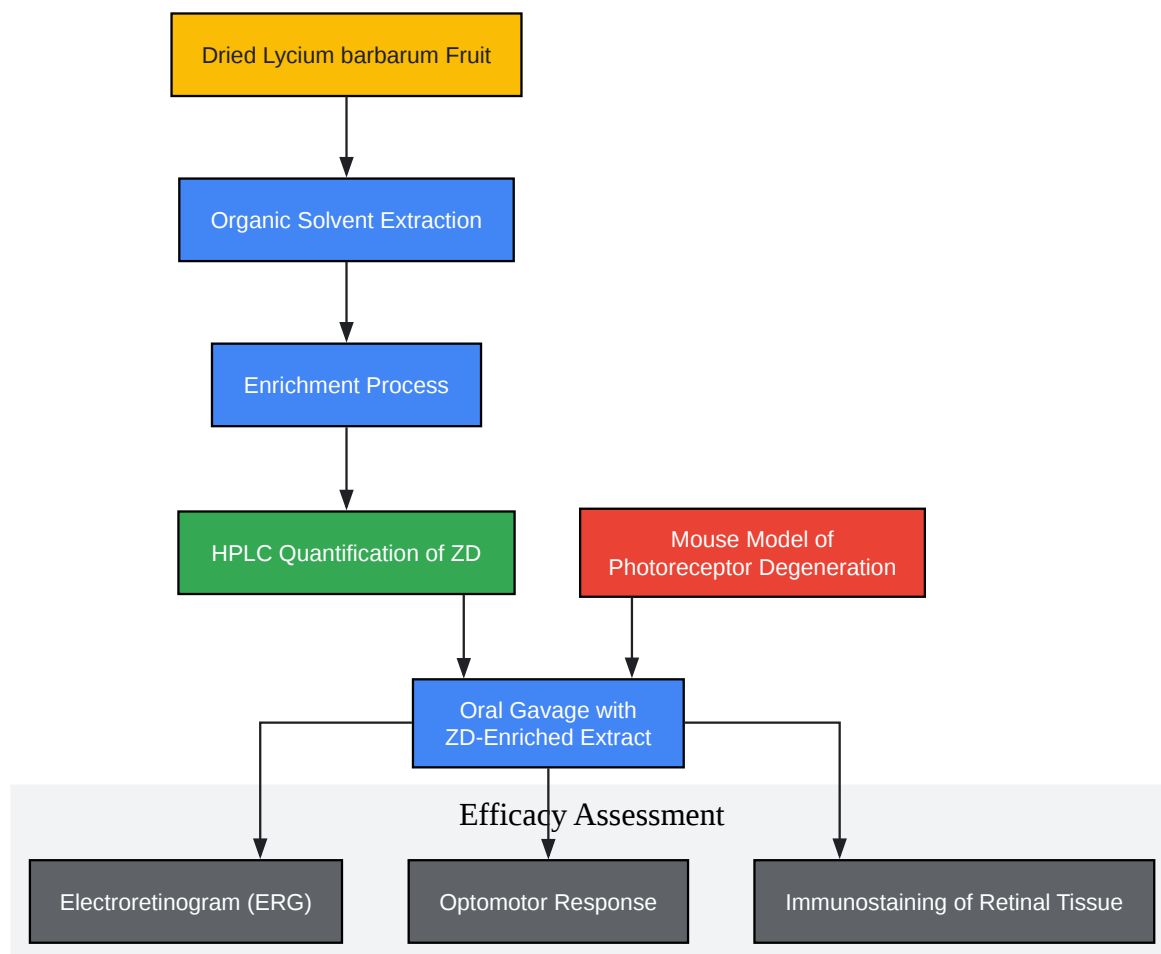 Dried Lycium barbarum Fruit
Organic Solvent Extraction
Enrichment Process
HPLC Quantification of ZD
Mouse Model of
Photoreceptor Degeneration
Oral Gavage with
ZD-Enriched Extract
Efficacy Assessment
Electroretinogram (ERG)
Optomotor Response
Immunostaining of Retinal Tissue